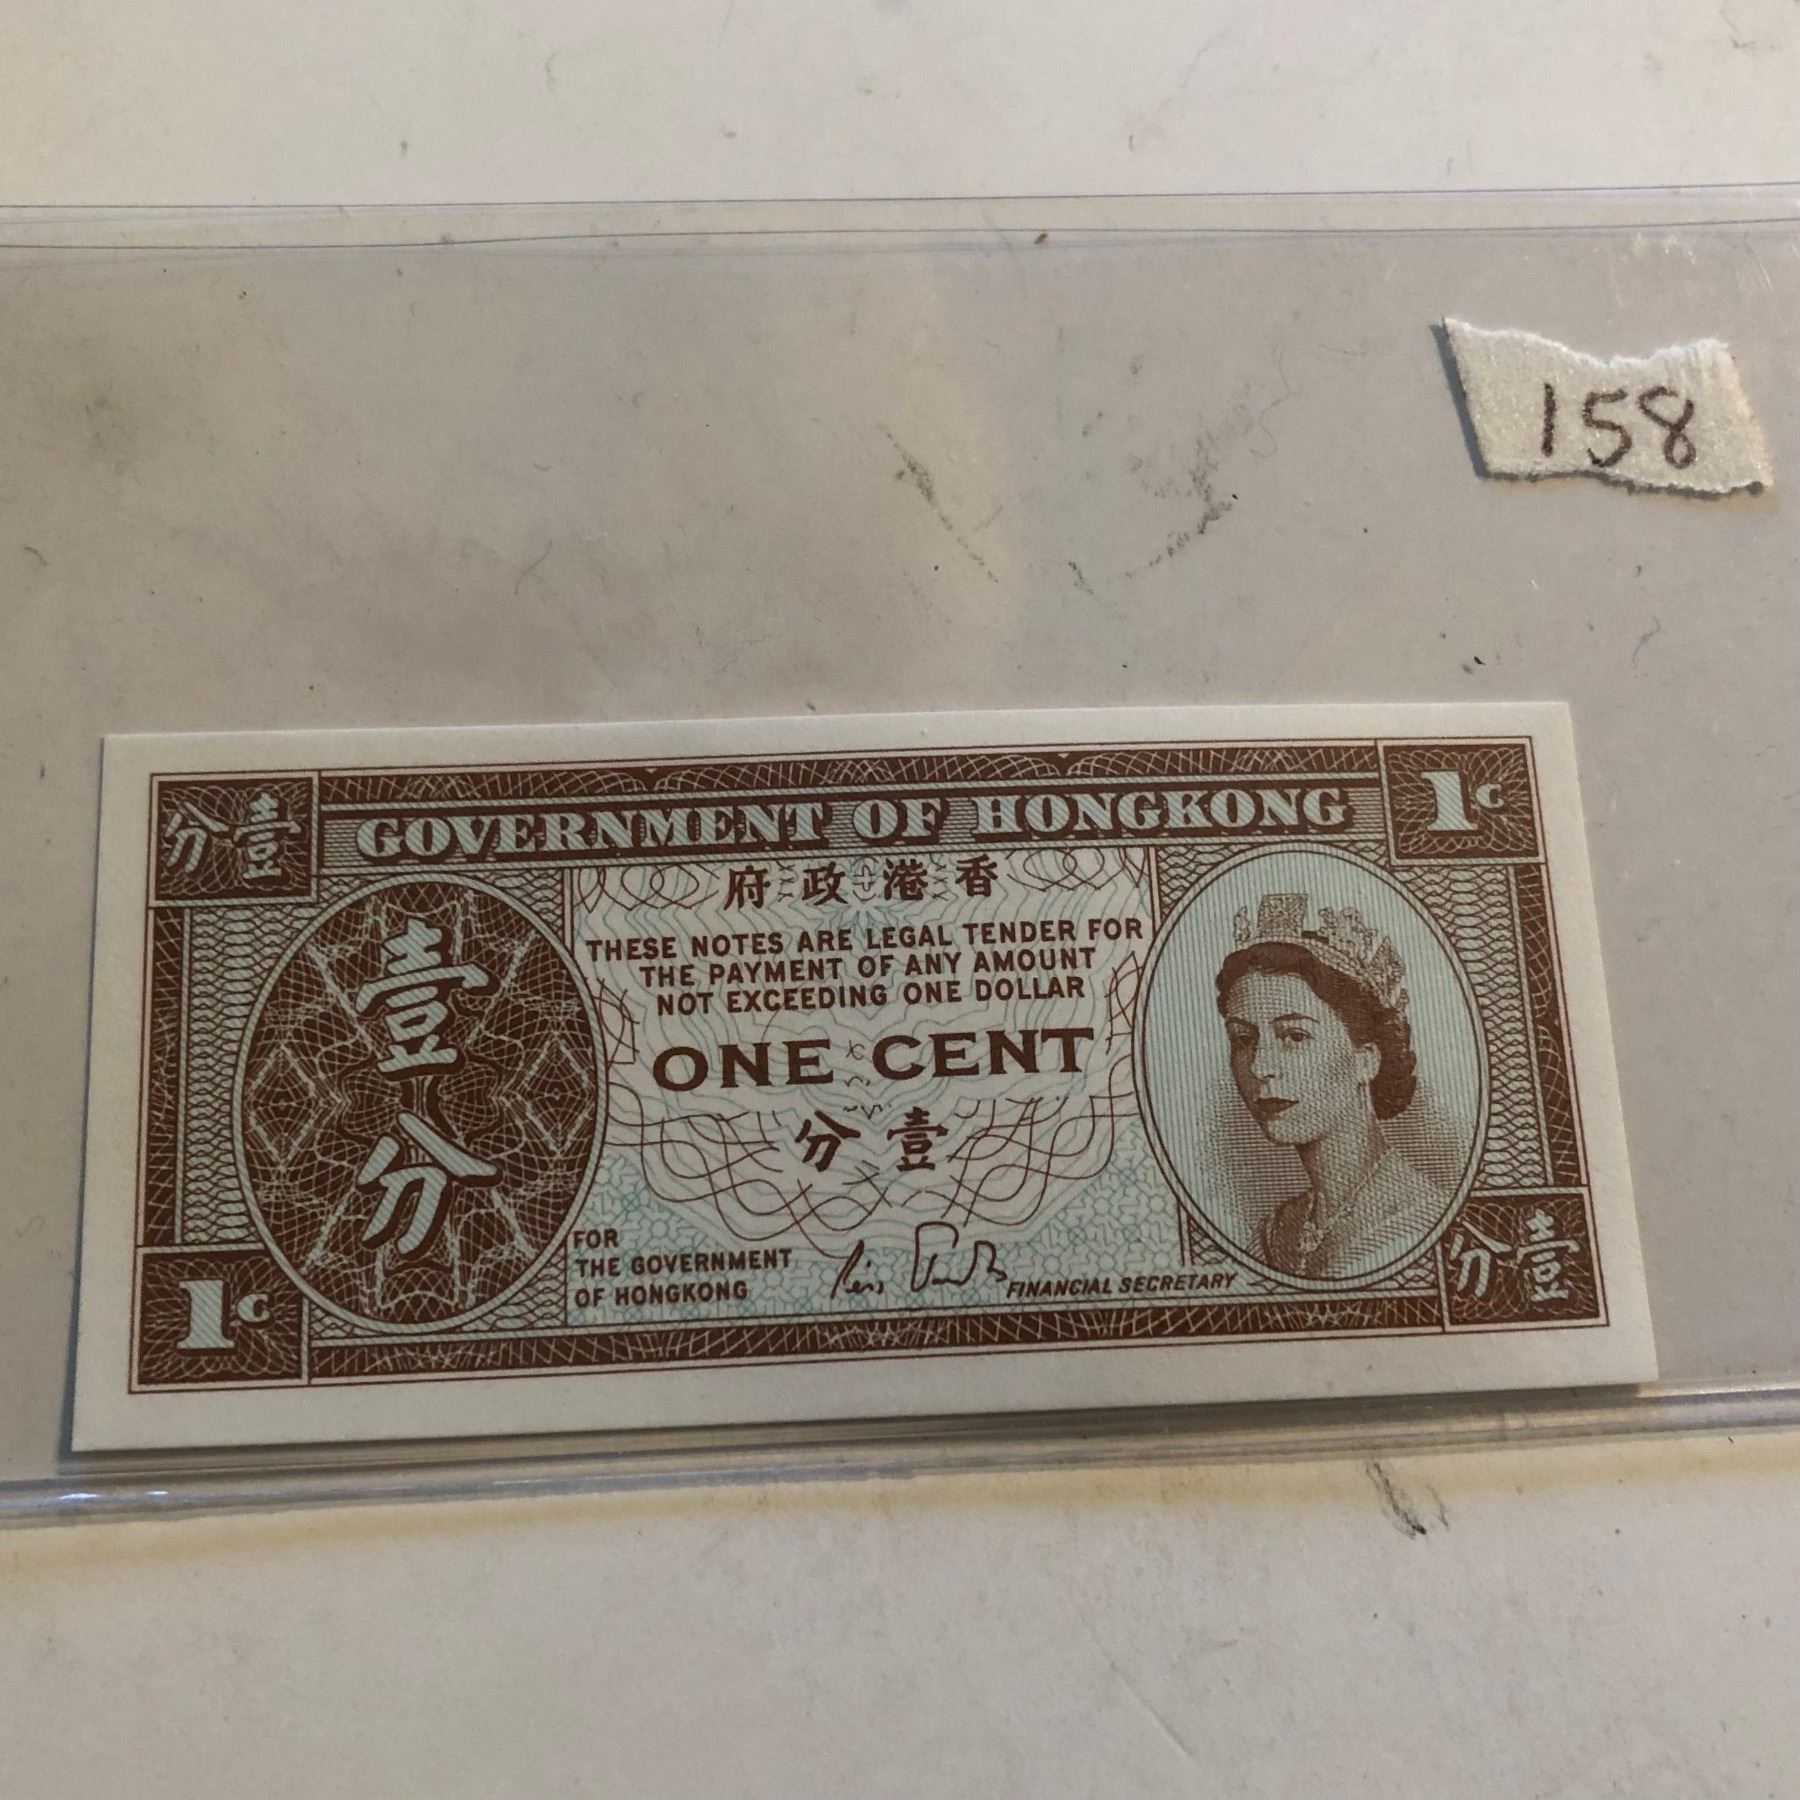 158
分壹
GOVERNMENT OF HONGKONG
1C
府政港香
THESE NOTES ARE LEGAL TENDER FOR
THE PAYMENT OF ANY AMOUNT
NOT EXCEEDING ONE DOLLAR
壹
分
ONE CENT
分壹
FOR
THE GOVERNMENT
OF HONGKONG
FINANCIAL SECRETARY
1C
分壹